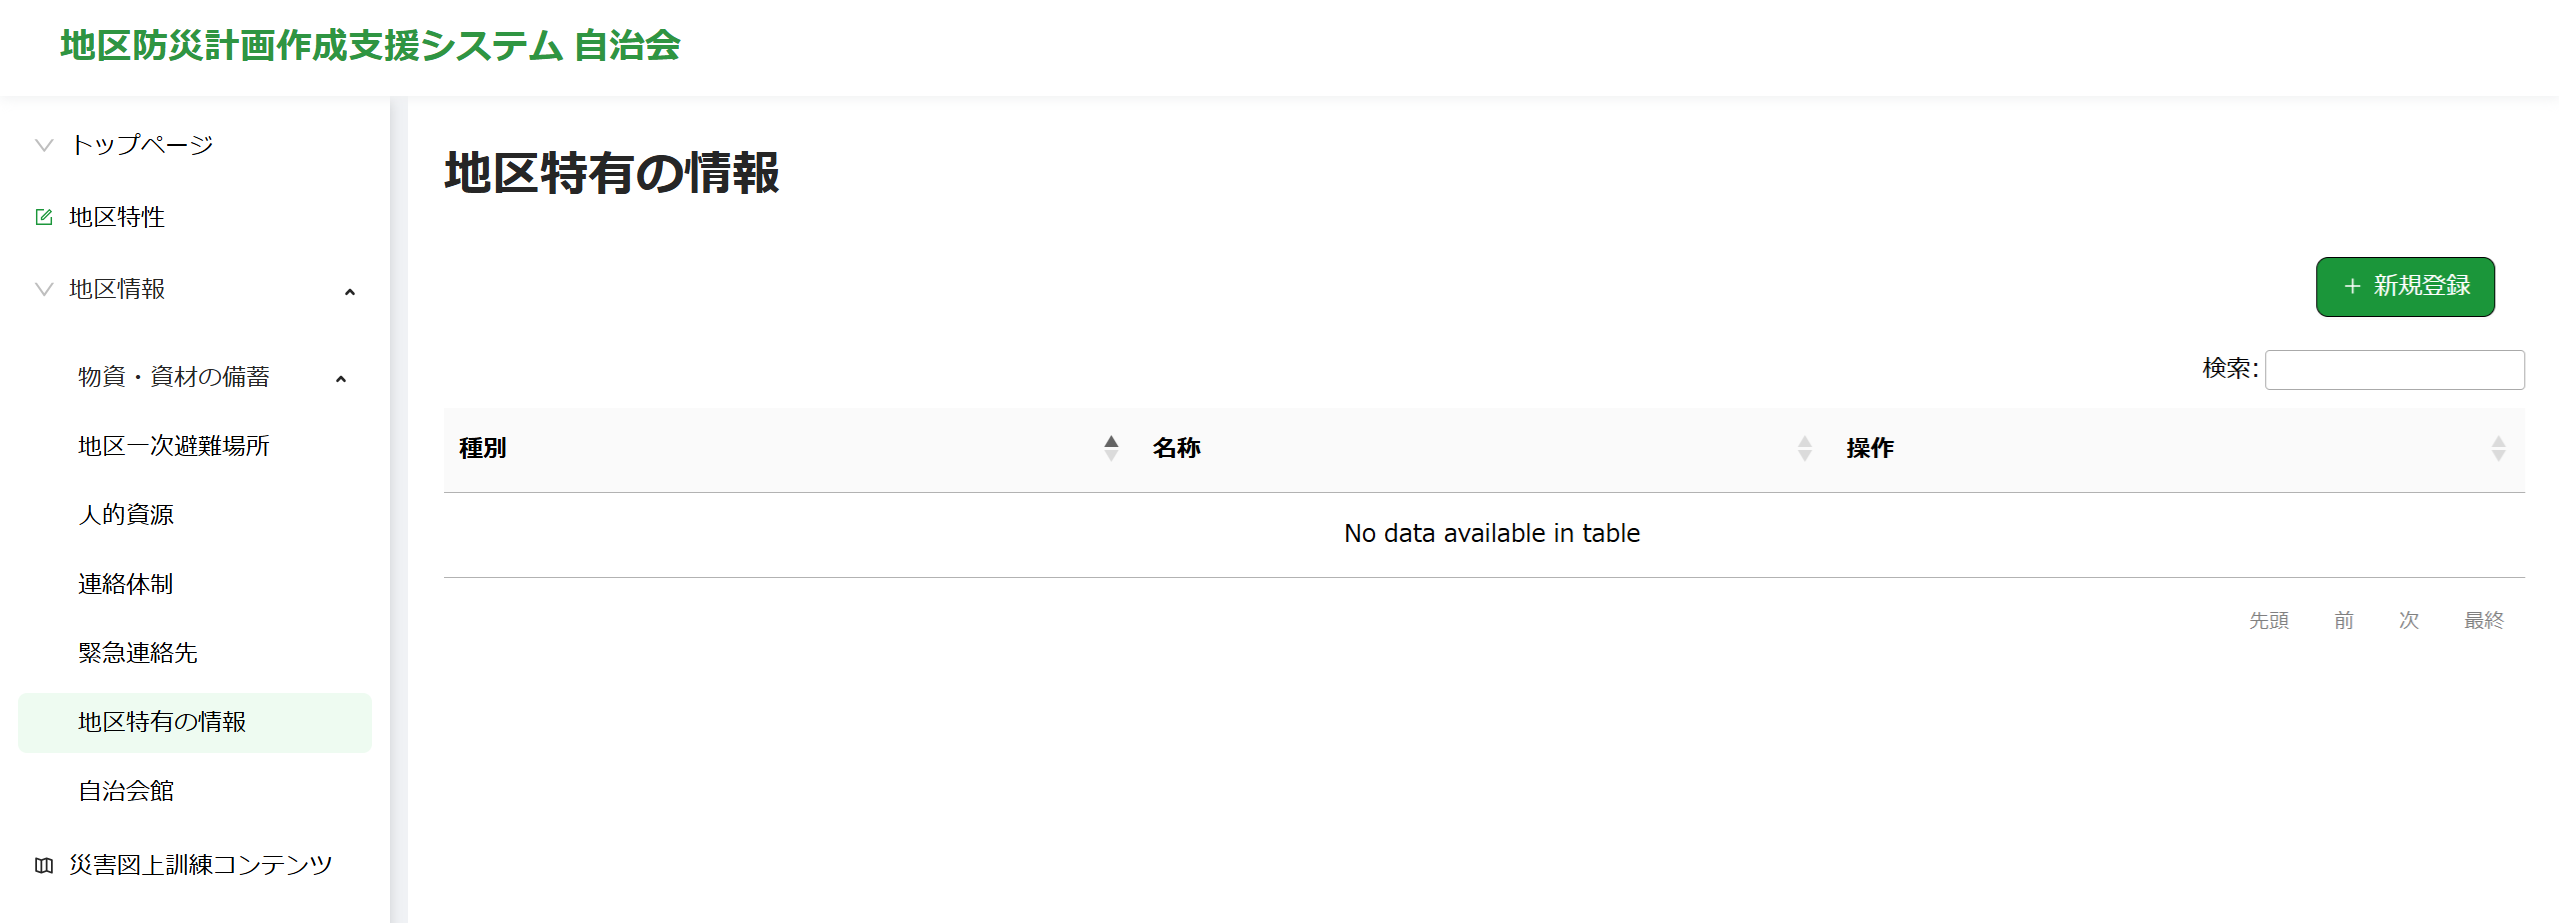 地区防災計画作成支援システム 自治会
トップページ
地区特性
地区情報
物資・資材の備蓄
地区一次避難場所
人的資源
連絡体制
緊急連絡先
地区特有の情報
自治会館
災害図上訓練コンテンツ
地区特有の情報
+ 新規登録
検索:
種別 名称 操作
No data available in table
先頭 前 次 最終